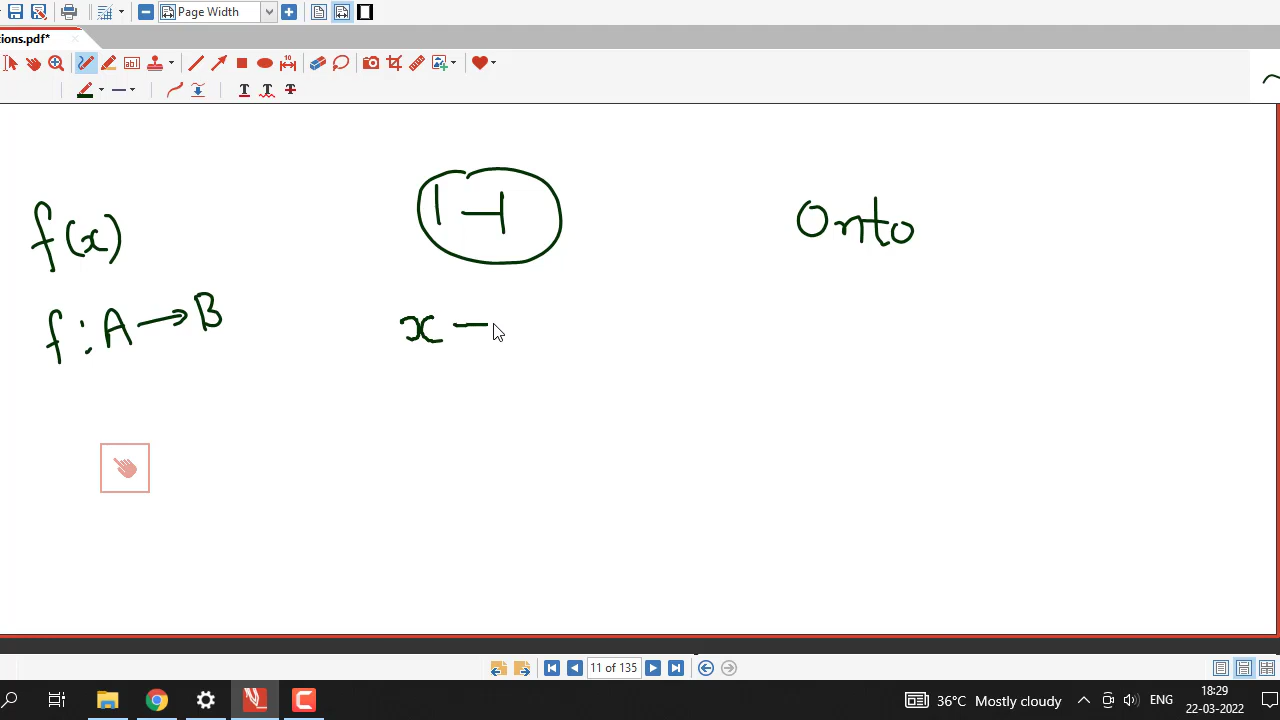 Page Width
ions.pdf*
10
T T T
f(x) 1-1 Onto
f: A → B x –
11 of 135
36°C Mostly cloudy ENG 18:29
22-03-2022